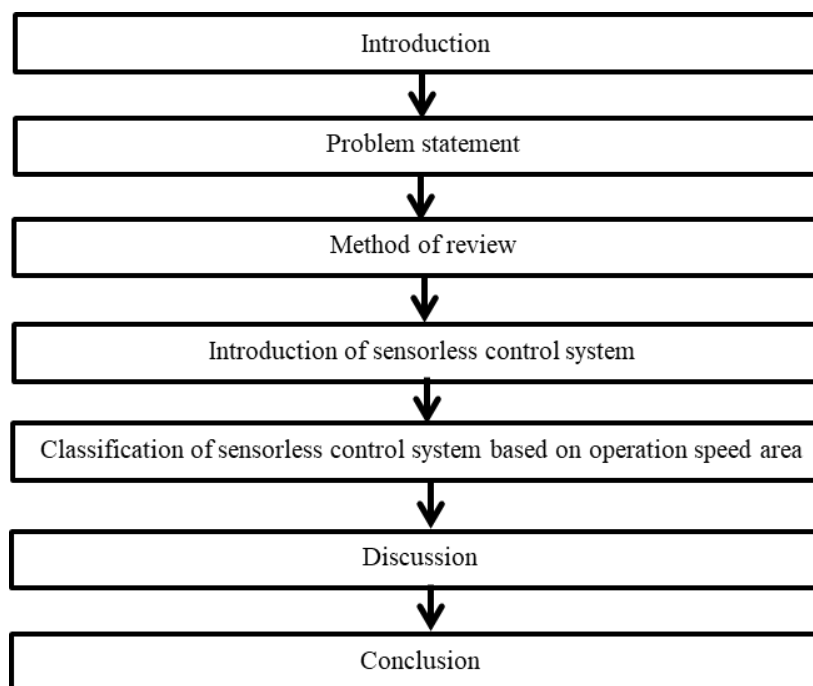 Introduction
Problem statement
Method of review
Introduction of sensorless control system
Classification of sensorless control system based on operation speed area
Discussion
Conclusion